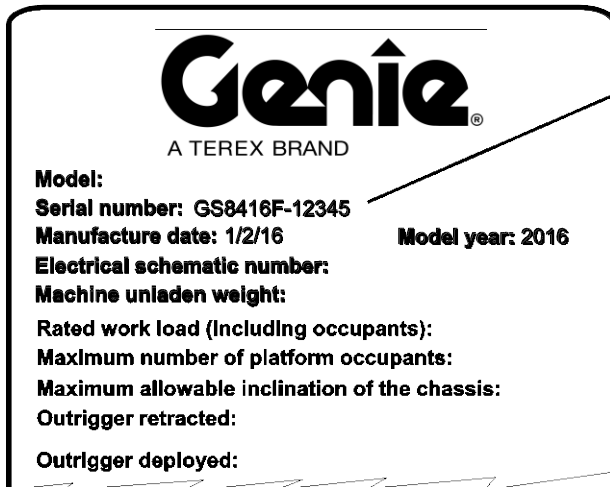 Genie®
A TEREX BRAND
Model:
Serial number: GS8416F-12345
Manufacture date: 1/2/16 Model year: 2016
Electrical schematic number:
Machine unladen weight:
Rated work load (including occupants):
Maximum number of platform occupants:
Maximum allowable inclination of the chassis:
Outrigger retracted:
Outrigger deployed: